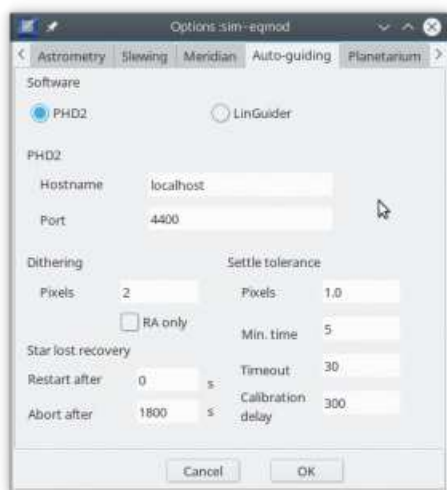 Options :sim-eqmod
Astrometry Slewing Meridian Auto-guiding Planetarium
Software
PHD2 LinGuider
PHD2
Hostname localhost
Port 4400
Dithering Settle tolerance
Pixels 2 Pixels 1.0
RA only
Min. time 5
Star lost recovery
Timeout 30
Restart after 0 s
Calibration delay 300
Abort after 1800 s
Cancel OK